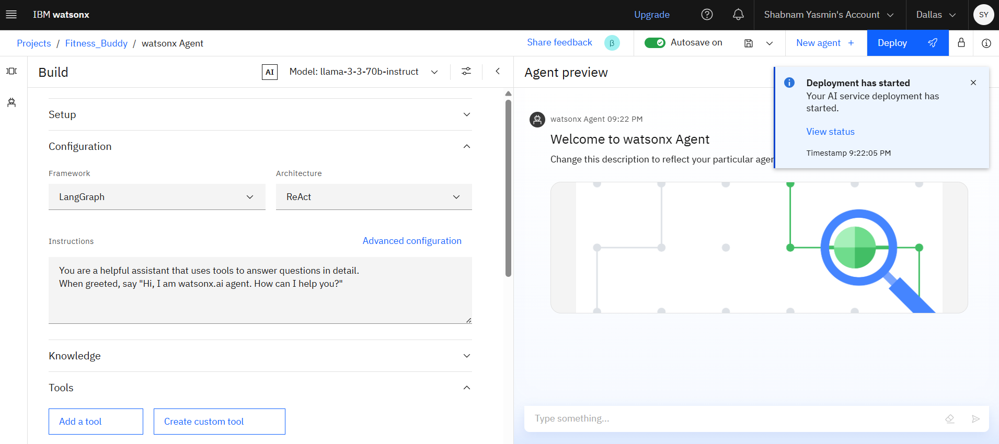 IBM watsonx
Upgrade
Shabnam Yasmin's Account
Dallas
SY
Projects / Fitness_Buddy / watsonx Agent
Share feedback
β
Autosave on
New agent +
Deploy
Build
AI
Model: llama-3-3-70b-instruct
Setup
Configuration
Framework
Architecture
LangGraph
ReAct
Instructions
Advanced configuration
You are a helpful assistant that uses tools to answer questions in detail.
When greeted, say "Hi, I am watsonx.ai agent. How can I help you?"
Knowledge
Tools
Add a tool
Create custom tool
Agent preview
Deployment has started
Your AI service deployment has
started.
View status
Timestamp 9:22:05 PM
watsonx Agent 09:22 PM
Welcome to watsonx Agent
Change this description to reflect your particular
Type something...